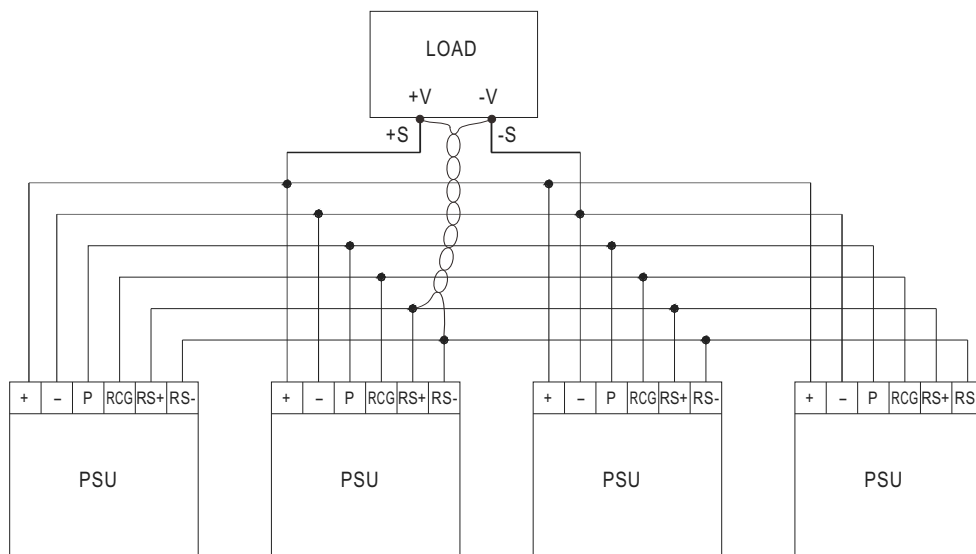 LOAD
+V -V
+S -S
+ – P RCG RS+ RS- + – P RCG RS+ RS- + – P RCG RS+ RS- + – P RCG RS+ RS
PSU PSU PSU PSU